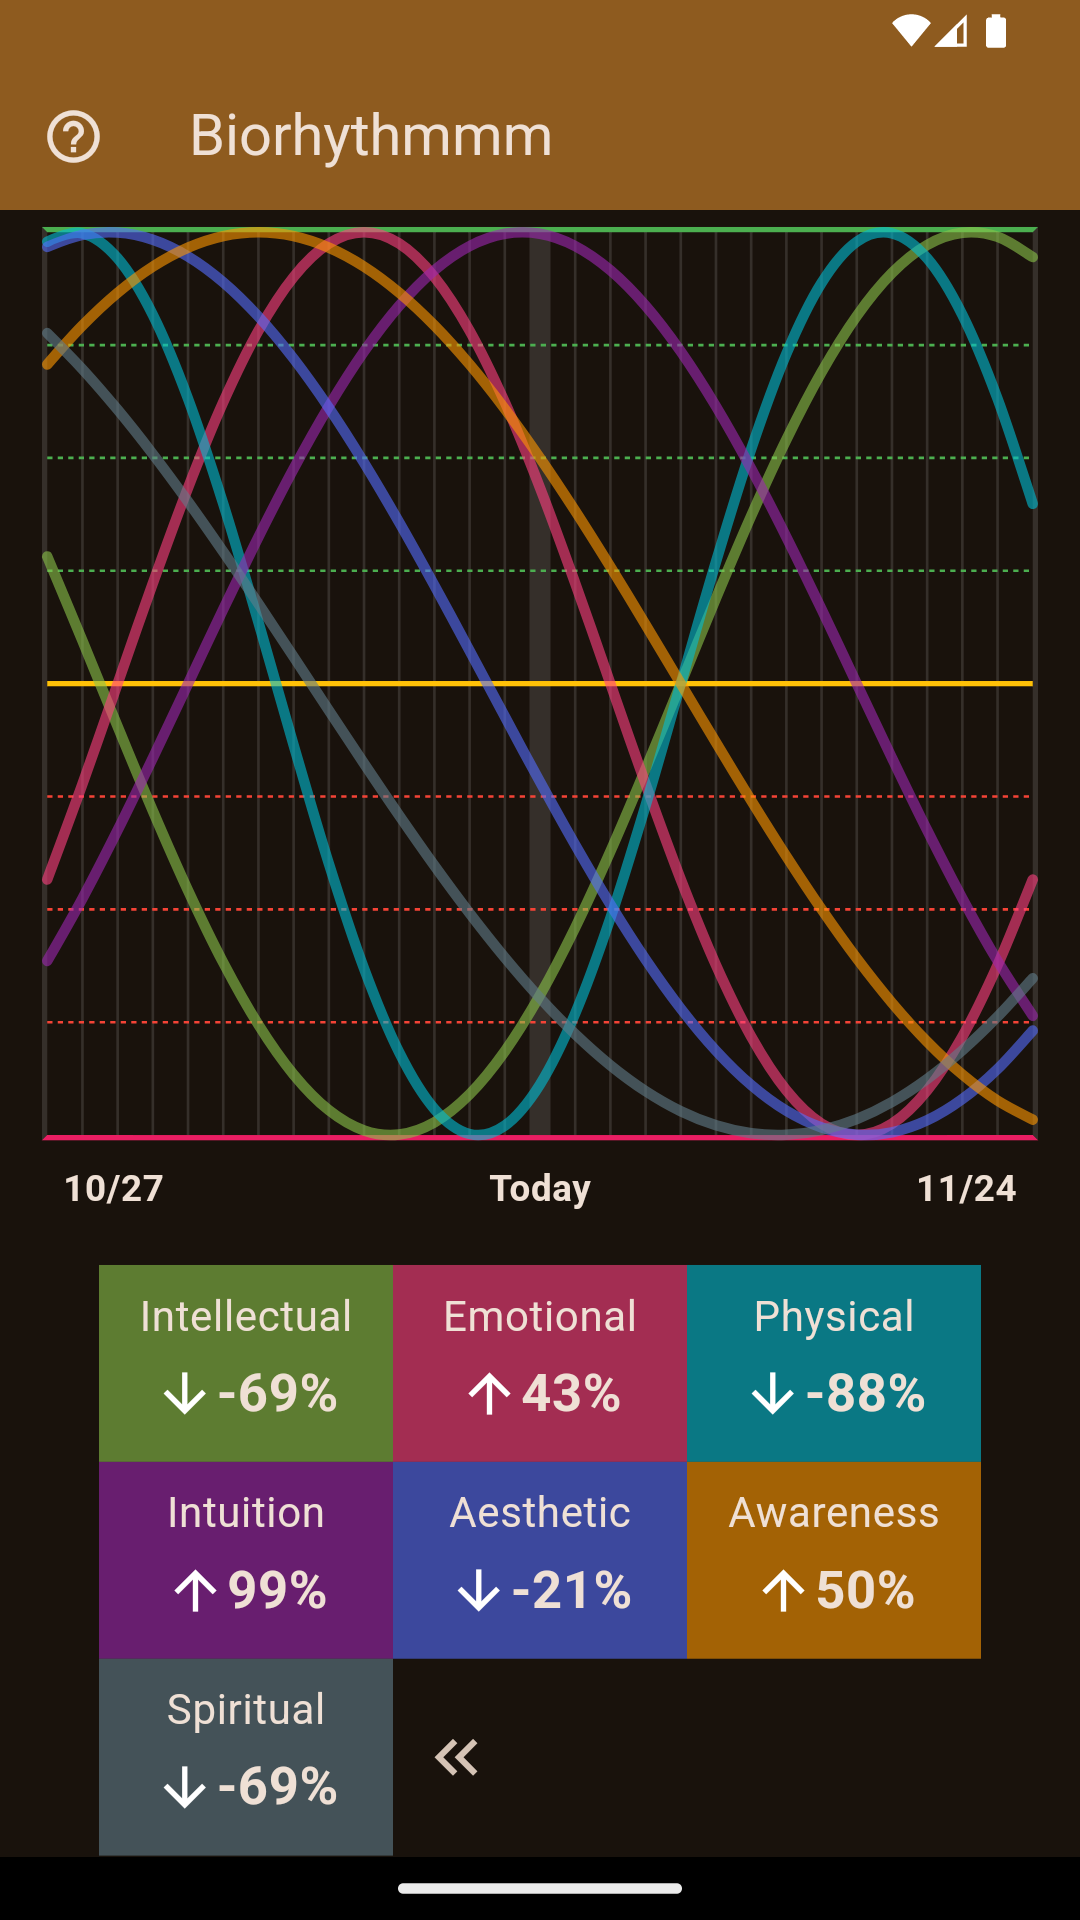 Biorhythmmm
10/27 Today 11/24
Intellectual Emotional Physical
-69% 43% -88%
Intuition Aesthetic Awareness
99% -21% 50%
Spiritual
-69%